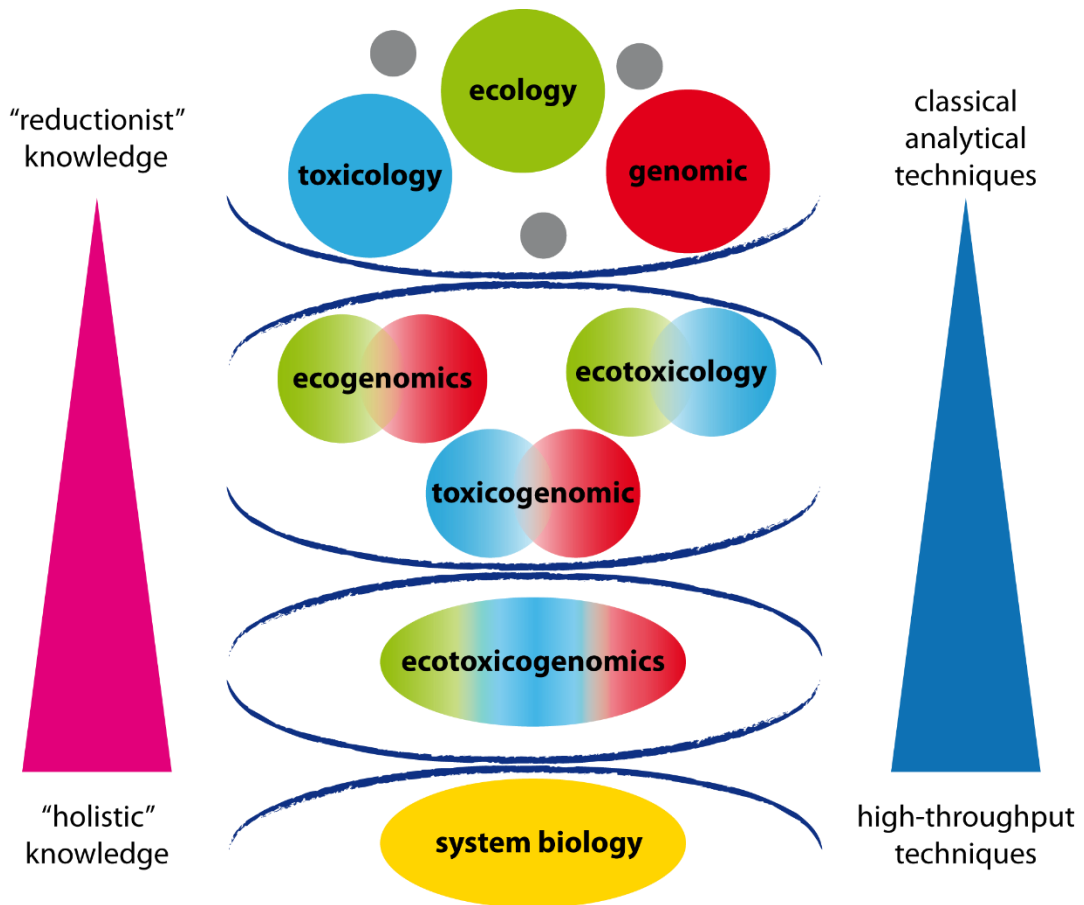 ecology
“reductionist”
knowledge
toxicology
genomic
classical
analytical
techniques
ecogenomics
ecotoxicology
toxicogenomic
ecotoxicogenomics
“holistic”
knowledge
system biology
high-throughput
techniques